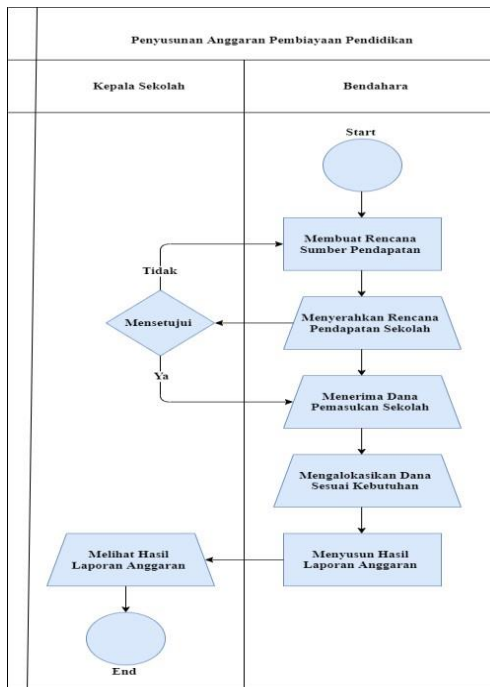 Penyusunan Anggaran Pembiayaan Pendidikan
Kepala Sekolah
Bendahara
Start
Membuat Rencana
Sumber Pendapatan
Tidak
Mensetujui
Menyerahkan Rencana
Pendapatan Sekolah
Ya
Menerima Dana
Pemasukan Sekolah
Mengalokasikan Dana
Sesuai Kebutuhan
Menyusun Hasil
Laporan Anggaran
Melihat Hasil
Laporan Anggaran
End